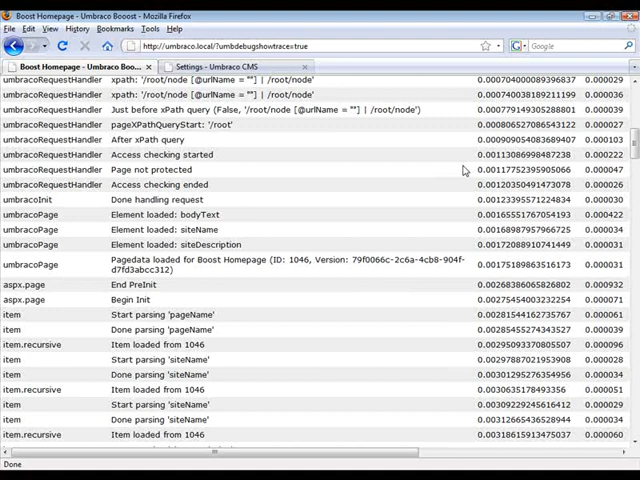 Boost Homepage - Umbraco Booost - Mozilla Firefox
File Edit View History Bookmarks Tools Help
http://umbraco.local/?umbdebugshowtrace=true
Boost Homepage - Umbraco Boo... Settings - Umbraco CMS
umbracoRequestHandler xpath: '/root/node [@urlName = ""] | /root/node' 0.000704000089396837 0.000029
umbracoRequestHandler xpath: '/root/node [@urlName = ""] | /root/node' 0.000740038189211199 0.000036
umbracoRequestHandler Just before xPath query (False, '/root/node [@urlName = ""] | /root/node') 0.000779149305288801 0.000039
umbracoRequestHandler pageXPathQueryStart: '/root' 0.000806527086543122 0.000027
umbracoRequestHandler After xPath query 0.000909054083689407 0.000103
umbracoRequestHandler Access checking started 0.00113086998487238 0.000222
umbracoRequestHandler Page not protected 0.00117752395905066 0.000047
umbracoRequestHandler Access checking ended 0.00120350491473078 0.000026
umbracoInit Done handling request 0.00123395571224834 0.000030
umbracoPage Element loaded: bodyText 0.00165551767054193 0.000422
umbracoPage Element loaded: siteName 0.00168987957966725 0.000034
umbracoPage Element loaded: siteDescription 0.00172088910741449 0.000031
umbracoPage Pagedata loaded for Boost Homepage (ID: 1046, Version: 79f0066c-2c6a-4cb8-904f-d7fd3abcc312) 0.00175189863516173 0.000031
aspx.page End PreInit 0.00268386065826802 0.000932
aspx.page Begin Init 0.00275454003232254 0.000071
item Start parsing 'pageName' 0.00281544162735767 0.000061
item Done parsing 'pageName' 0.00285455274343527 0.000039
item.recursive Item loaded from 1046 0.00295093370805507 0.000096
item Start parsing 'siteName' 0.00297887021953908 0.000028
item Done parsing 'siteName' 0.00301295276354956 0.000034
item.recursive Item loaded from 1046 0.0030635178493356 0.000051
item Start parsing 'siteName' 0.00309229245616412 0.000029
item Done parsing 'siteName' 0.00312665436528944 0.000034
item.recursive Item loaded from 1046 0.00318615913475037 0.000060
Done